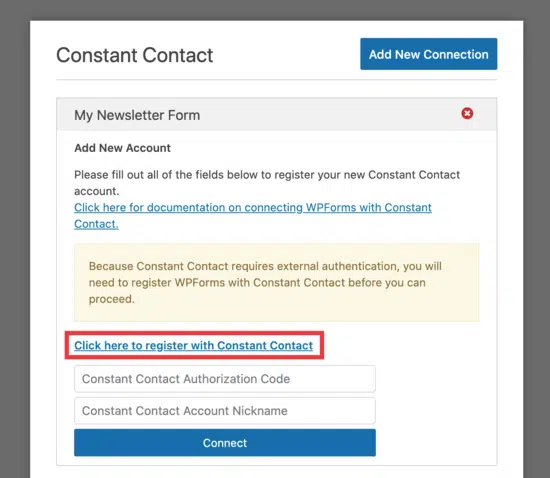 Constant Contact
Add New Connection
My Newsletter Form
Add New Account
Please fill out all of the fields below to register your new Constant Contact
account.
Click here for documentation on connecting WPForms with Constant
Contact.
Because Constant Contact requires external authentication, you will
need to register WPForms with Constant Contact before you can
proceed.
Click here to register with Constant Contact
Constant Contact Authorization Code
Constant Contact Account Nickname
Connect